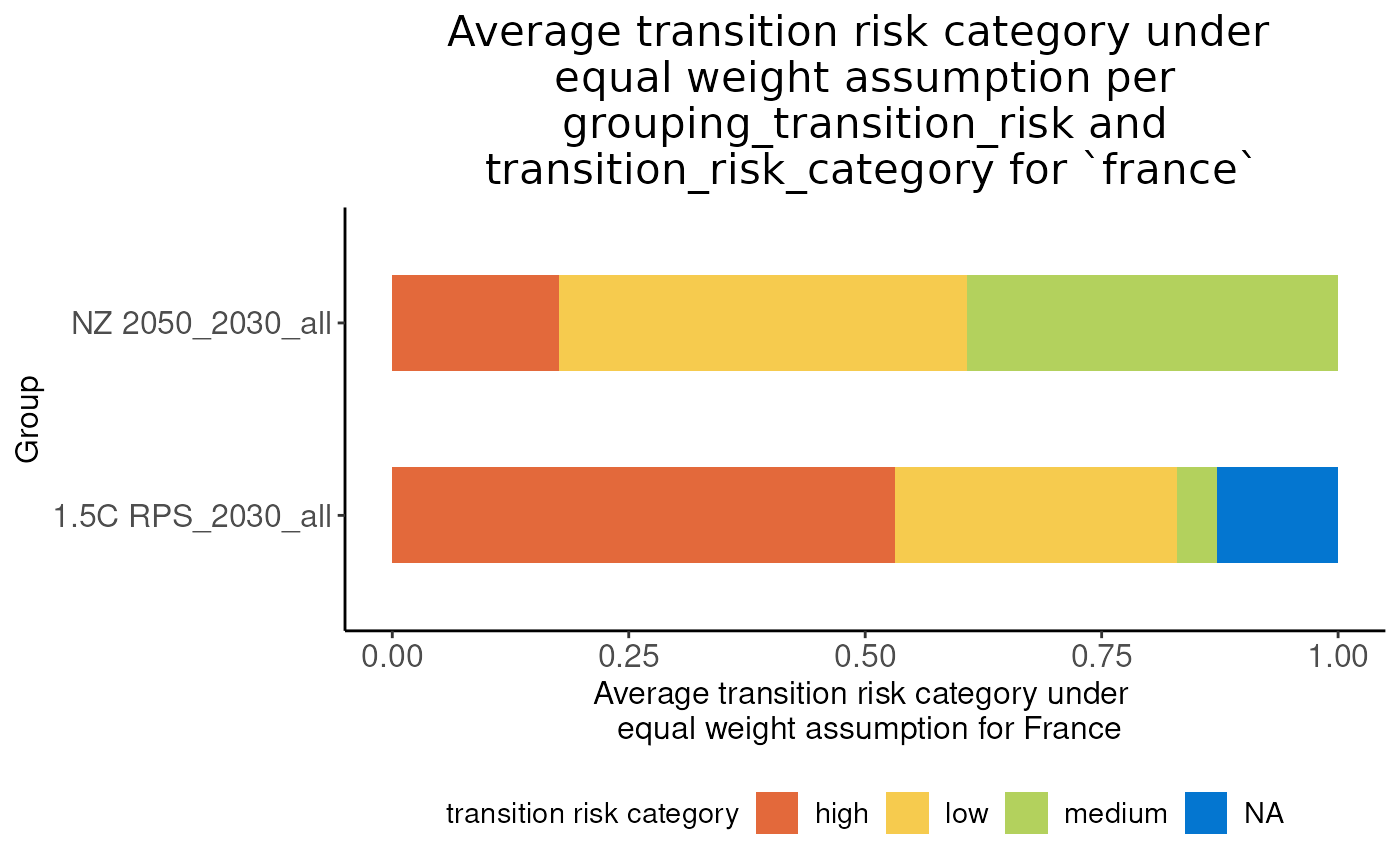 Average transition risk category under
equal weight assumption per
grouping_transition_risk and
transition_risk_category for `france`
Group
NZ 2050_2030_all
1.5C RPS_2030_all
0.00 0.25 0.50 0.75 1.00
Average transition risk category under
equal weight assumption for France
transition risk category high low medium NA